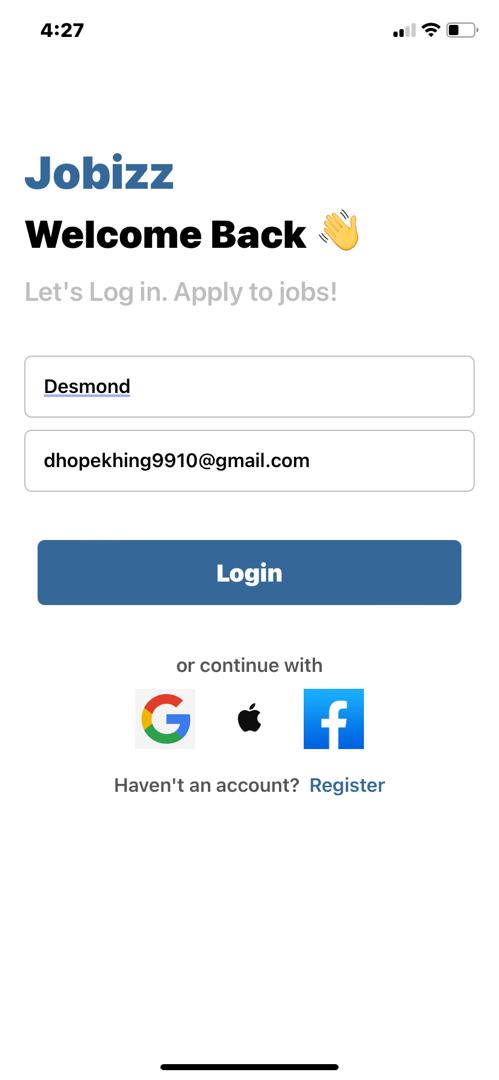 4:27
Jobizz
Welcome Back 👋
Let's Log in. Apply to jobs!
Desmond
dhopekhing9910@gmail.com
Login
or continue with
Haven't an account? Register